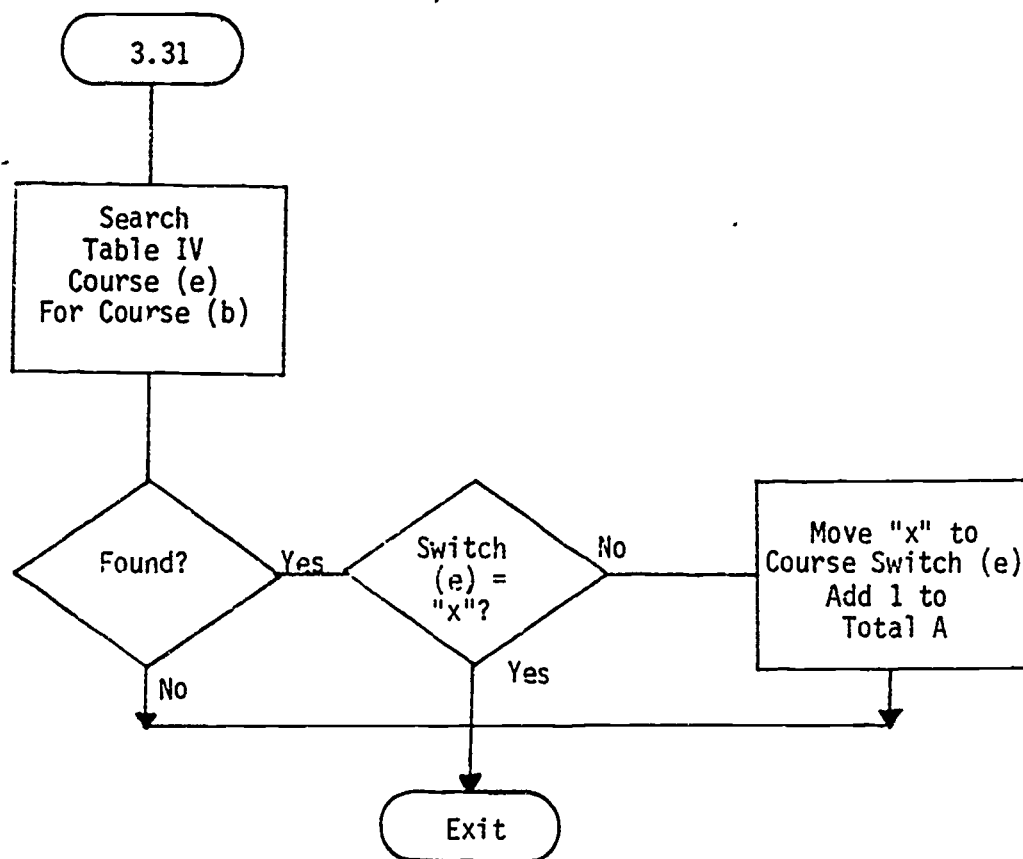 3.31
Search
Table IV
Course (e)
For Course (b)
Found?
Yes
Switch
(e) =
"x"?
No
Move "x" to
Course Switch (e)
Add 1 to
Total A
No
Yes
Exit